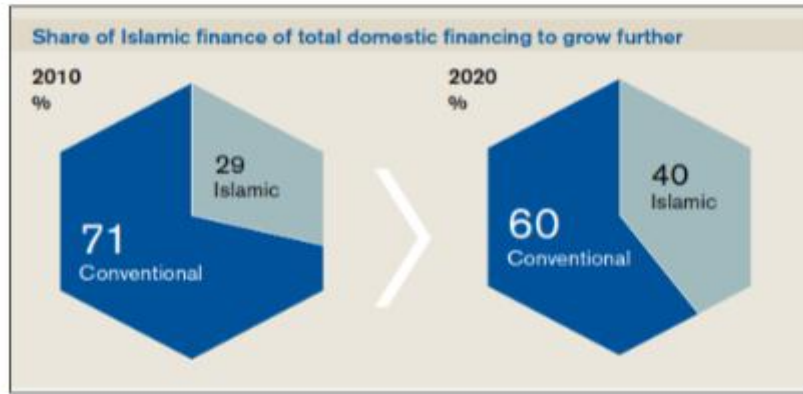 Share of Islamic finance of total domestic financing to grow further
2010
%
29
Islamic
71
Conventional
2020
%
40
Islamic
60
Conventional